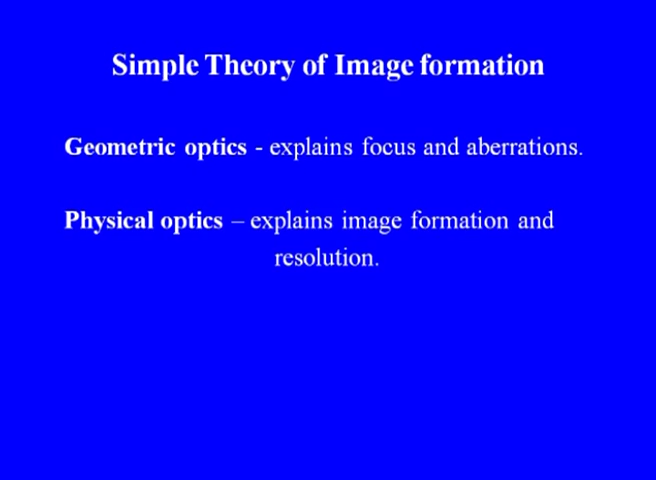 Simple Theory of Image formation
Geometric optics - explains focus and aberrations.
Physical optics – explains image formation and
resolution.